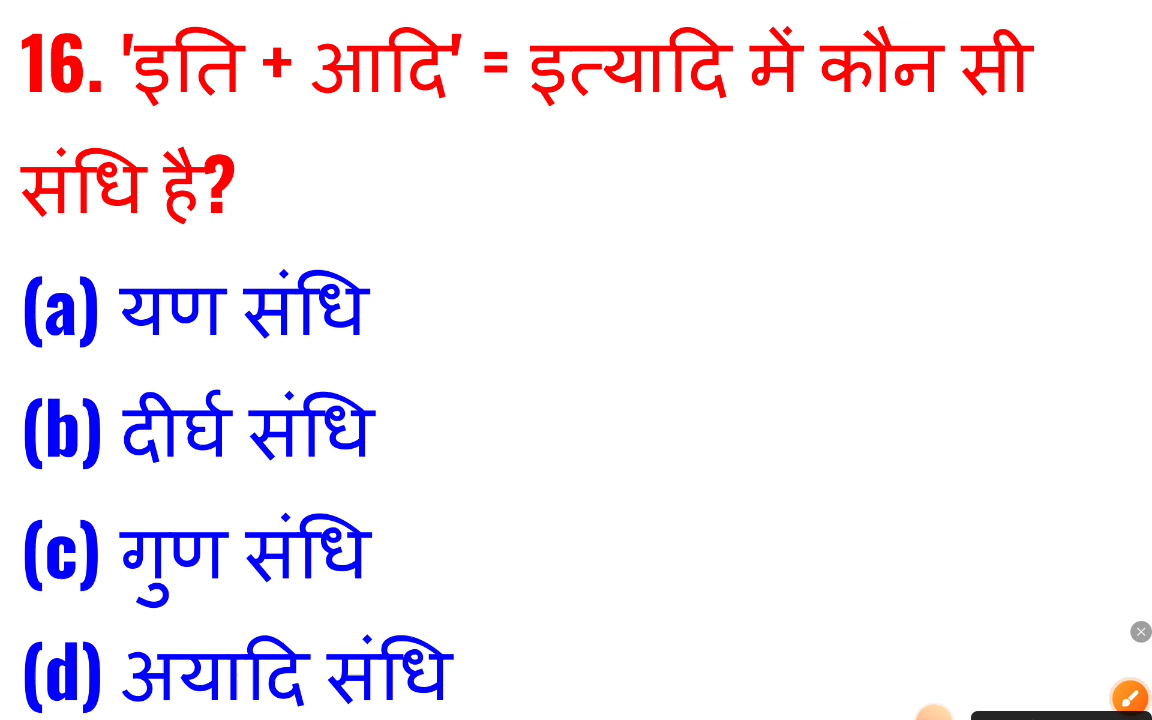 16. 'इति + आदि' = इत्यादि में कौन सी
संधि है?
(a) यण संधि
(b) दीर्घ संधि
(c) गुण संधि
(d) अयादि संधि